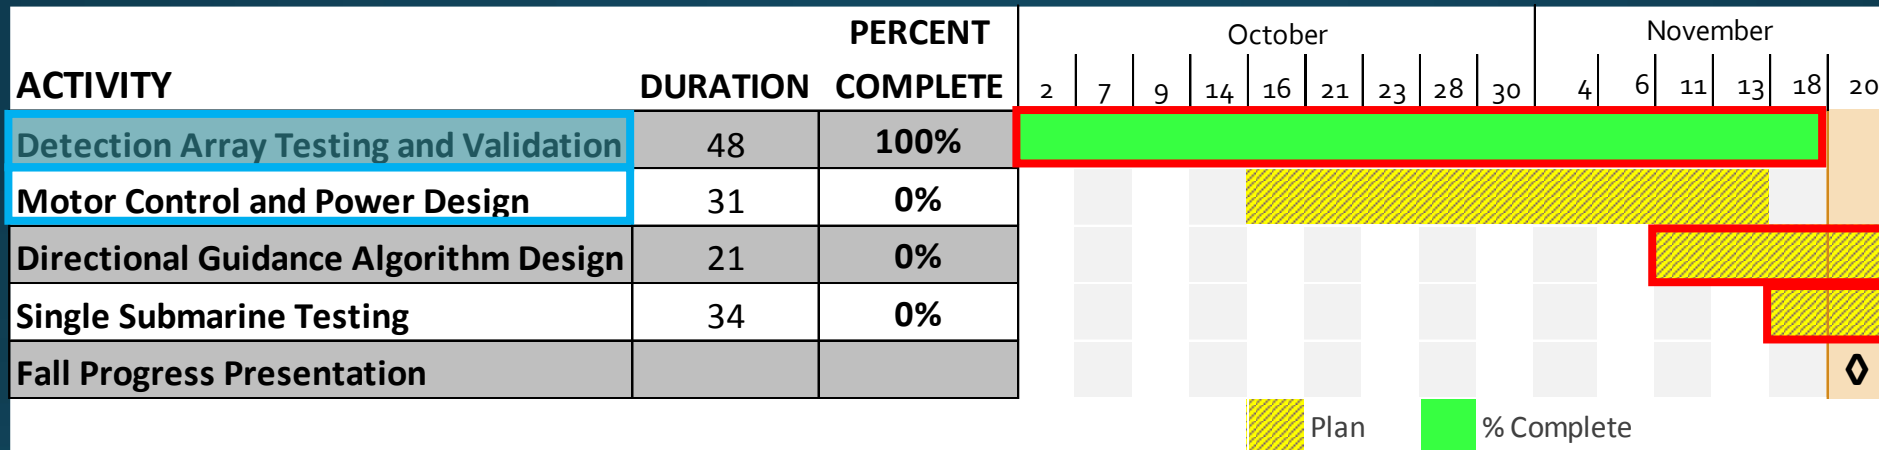 PERCENT October November
ACTIVITY DURATION COMPLETE 2 7 9 14 16 21 23 28 30 4 6 11 13 18 20
Detection Array Testing and Validation 48 100%
Motor Control and Power Design 31 0%
Directional Guidance Algorithm Design 21 0%
Single Submarine Testing 34 0%
Fall Progress Presentation ◊
Plan % Complete